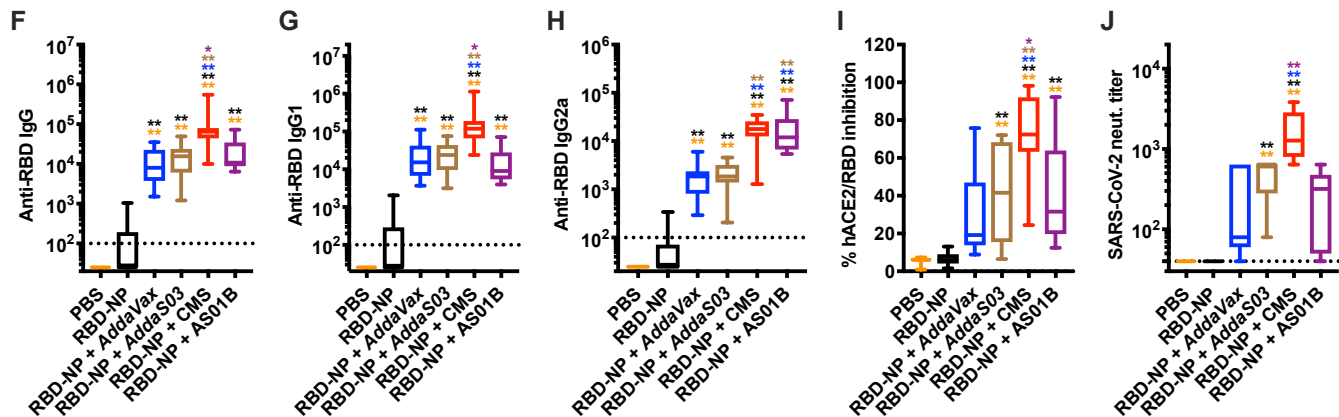 F
Anti-RBD IgG
10^7
10^6
10^5
10^4
10^3
10^2
*
**
**
**
**
**
**
**
**
**
**
PBS
RBD-NP
RBD-NP + AddaVax
RBD-NP + AddaS03
RBD-NP + CMS
RBD-NP + AS01B
G
Anti-RBD IgG1
10^7
10^6
10^5
10^4
10^3
10^2
*
**
**
**
**
**
**
**
**
**
**
PBS
RBD-NP
RBD-NP + AddaVax
RBD-NP + AddaS03
RBD-NP + CMS
RBD-NP + AS01B
H
Anti-RBD IgG2a
10^6
10^5
10^4
10^3
10^2
**
**
**
**
**
**
**
**
**
**
**
**
PBS
RBD-NP
RBD-NP + AddaVax
RBD-NP + AddaS03
RBD-NP + CMS
RBD-NP + AS01B
I
% hACE2/RBD inhibition
120
100
80
60
40
20
0
*
**
**
**
**
**
**
**
**
PBS
RBD-NP
RBD-NP + AddaVax
RBD-NP + AddaS03
RBD-NP + CMS
RBD-NP + AS01B
J
SARS-CoV-2 neut. titer
10^4
10^3
10^2
**
**
**
**
**
**
PBS
RBD-NP
RBD-NP + AddaVax
RBD-NP + AddaS03
RBD-NP + CMS
RBD-NP + AS01B